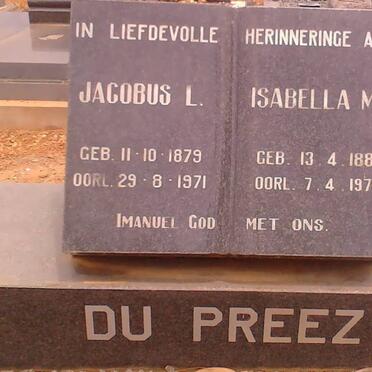 IN LIEFDEVOLLE HERINNERINGE A
JACOBUS L.
GEB. 11-10-1879
OORL. 29-8-1971
ISABELLA M
GEB. 13.4.188
OORL. 7.4.197
IMANUEL GOD MET ONS.
DU PREEZ